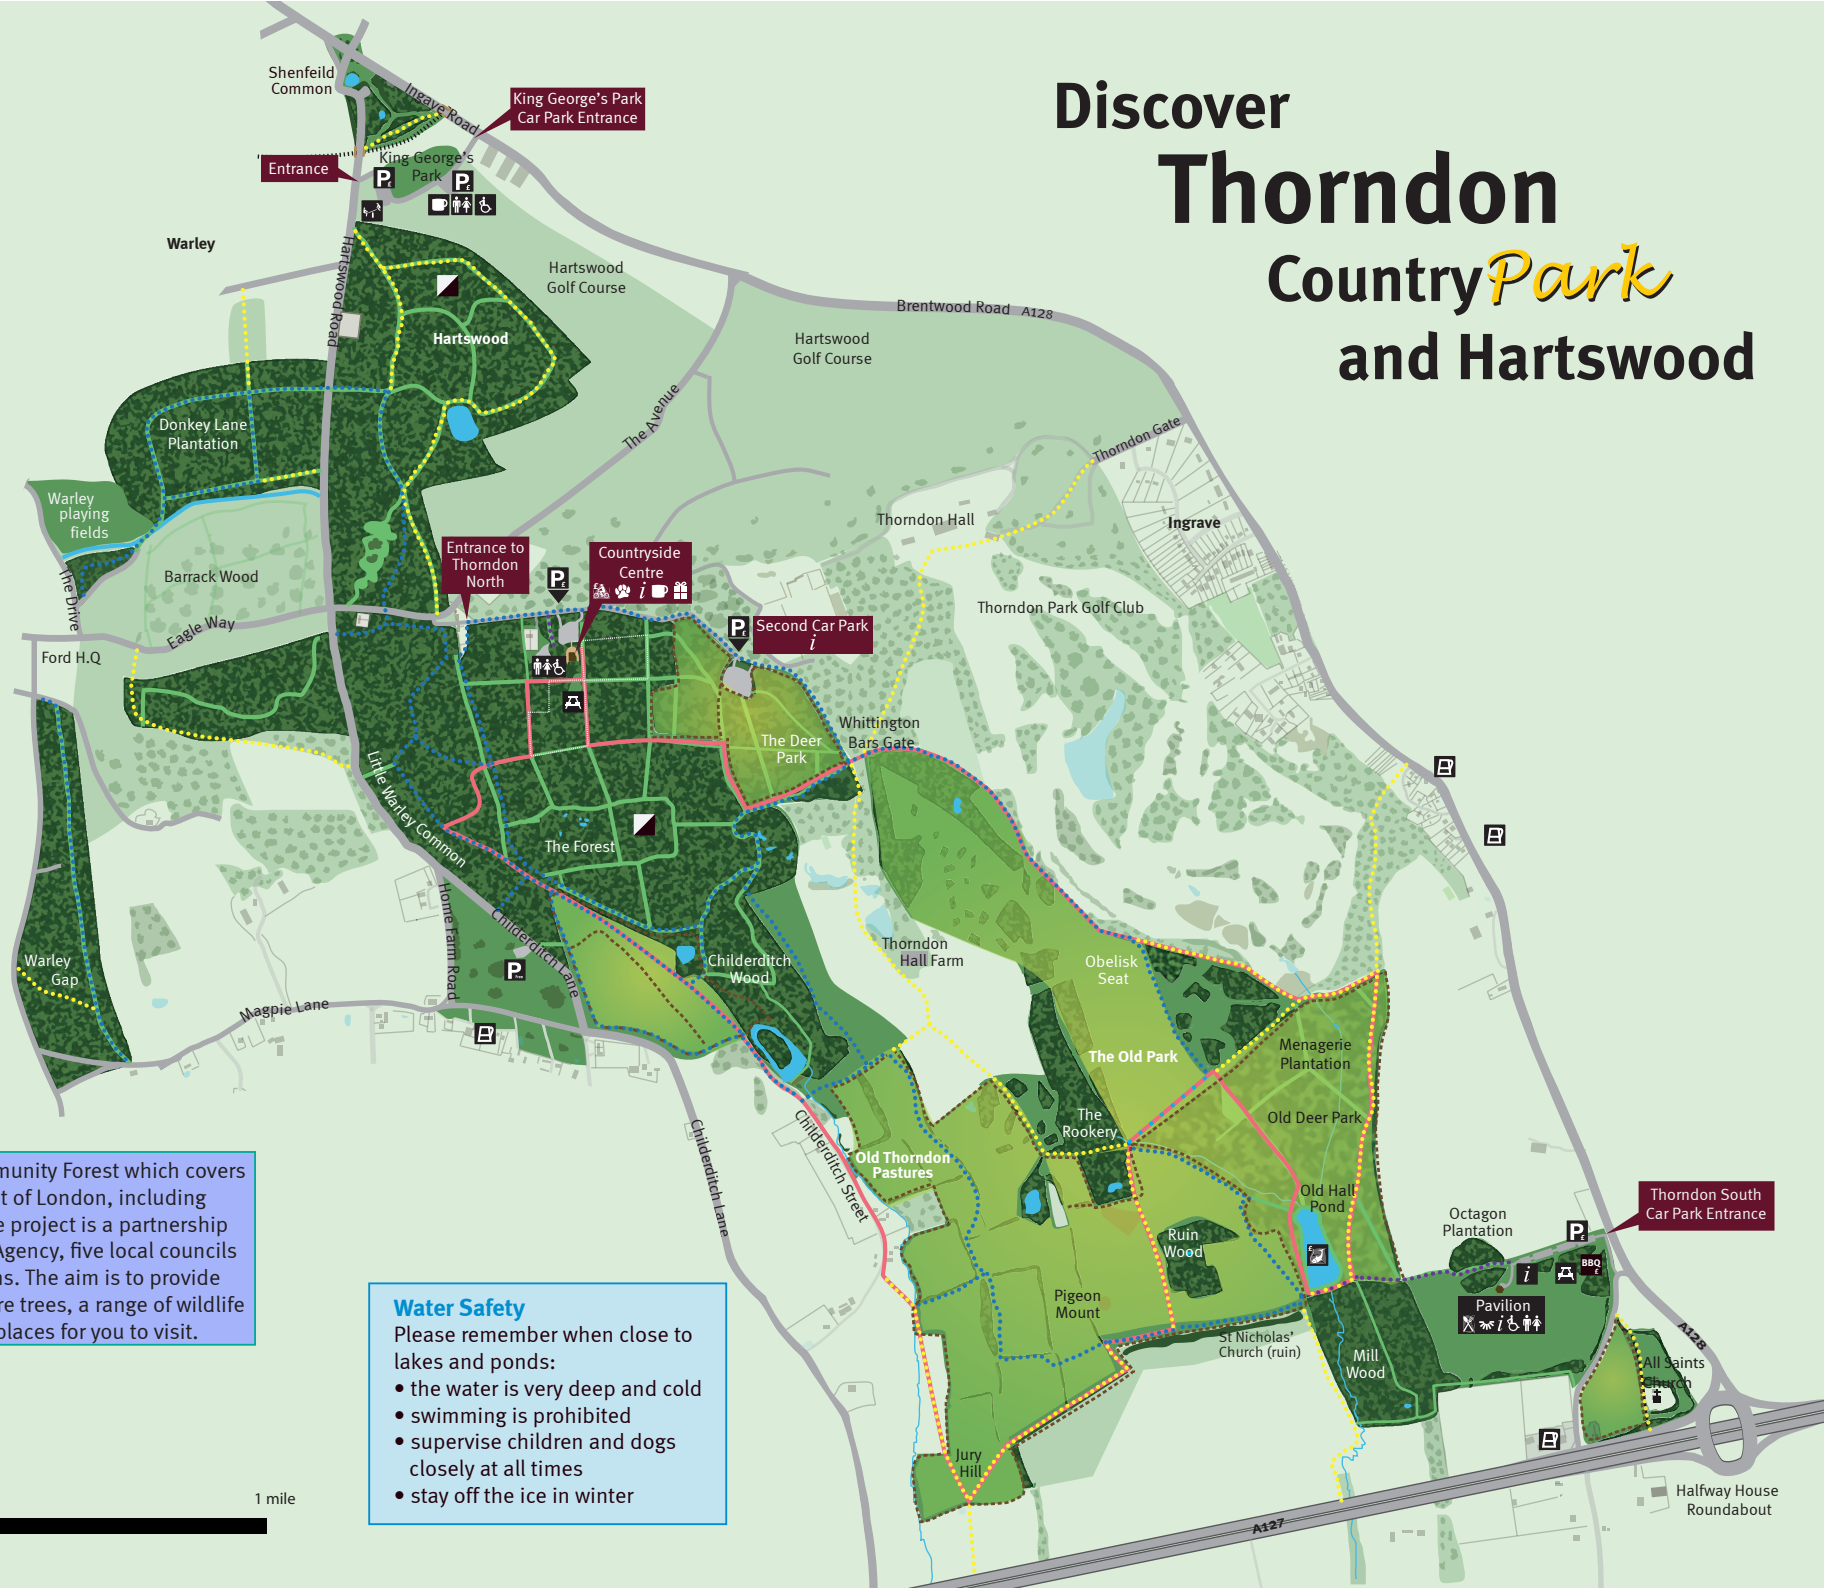 Discover
Thorndon
Country Park
and Hartswood
Shenfeild
Common
Ingave Road
King George's Park
Car Park Entrance
Entrance
King George's
Park
P£
P£
Warley
Hartswood Road
Hartswood
Golf Course
Hartswood
Brentwood Road A128
Hartswood
Golf Course
The Avenue
Thorndon Gate
Donkey Lane
Plantation
Warley
playing
fields
Barrack Wood
The Drive
Eagle Way
Ford H.Q
Entrance to
Thorndon
North
P£
Countryside
Centre
i
Thorndon Hall
Ingrave
Thorndon Park Golf Club
P£
Second Car Park
i
Whittington
Bars Gate
The Deer
Park
Little Warley Common
The Forest
Home Farm Road
Childerditch Lane
P
Warley
Gap
Magpie Lane
Childerditch
Wood
Thorndon
Hall Farm
Obelisk
Seat
The Old Park
Menagerie
Plantation
Old Deer Park
The
Rookery
Childerditch Lane
Childerditch Street
Old Thorndon
Pastures
Old Hall
Pond
£
Ruin
Wood
Octagon
Plantation
Thorndon South
Car Park Entrance
P£
i
BBQ
£
Pavilion
i
Pigeon
Mount
St Nicholas'
Church (ruin)
Mill
Wood
A128
All Saints
Church
Jury
Hill
A127
Halfway House
Roundabout
munity Forest which covers
t of London, including
e project is a partnership
Agency, five local councils
ns. The aim is to provide
re trees, a range of wildlife
places for you to visit.
Water Safety
Please remember when close to
lakes and ponds:
• the water is very deep and cold
• swimming is prohibited
• supervise children and dogs
closely at all times
• stay off the ice in winter
1 mile